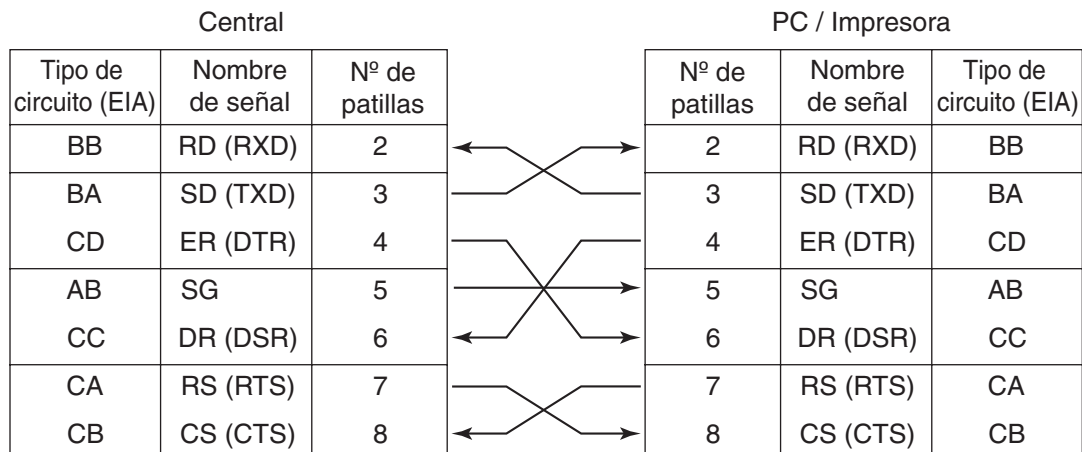 Central PC / Impresora
Tipo de circuito (EIA) Nombre de señal Nº de patillas Nº de patillas Nombre de señal Tipo de circuito (EIA)
BB RD (RXD) 2 2 RD (RXD) BB
BA SD (TXD) 3 3 SD (TXD) BA
CD ER (DTR) 4 4 ER (DTR) CD
AB SG 5 5 SG AB
CC DR (DSR) 6 6 DR (DSR) CC
CA RS (RTS) 7 7 RS (RTS) CA
CB CS (CTS) 8 8 CS (CTS) CB